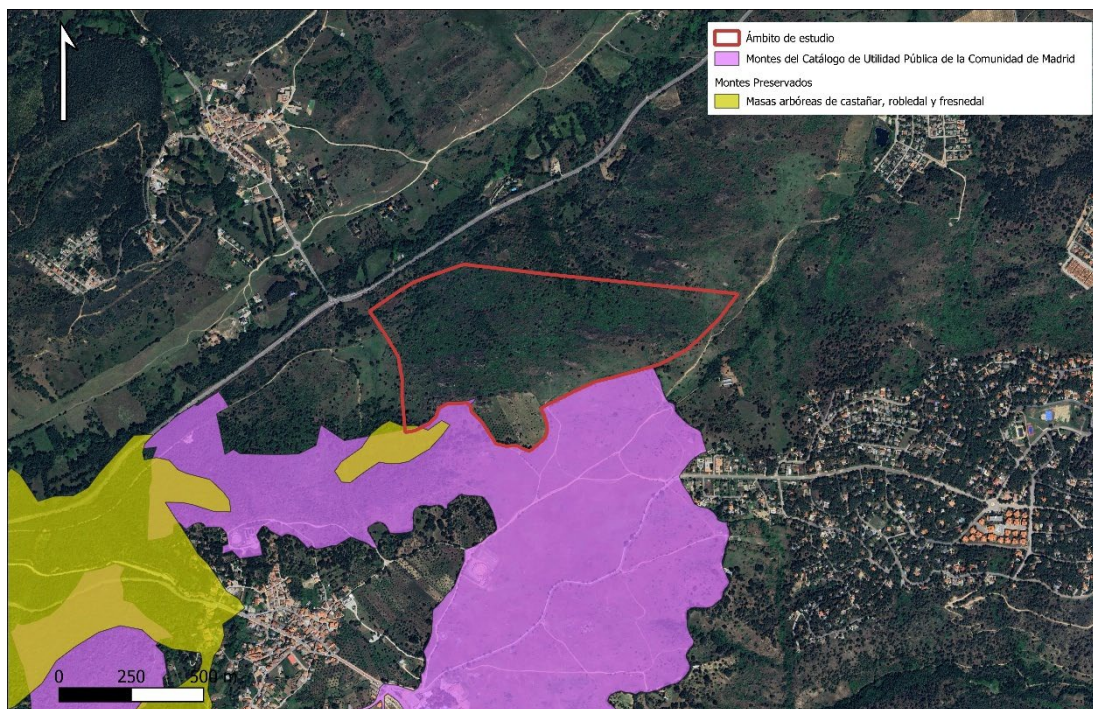 Ámbito de estudio
Montes del Catálogo de Utilidad Pública de la Comunidad de Madrid
Montes Preservados
Masas arbóreas de castañar, robledal y fresnedal
0 250 500 m